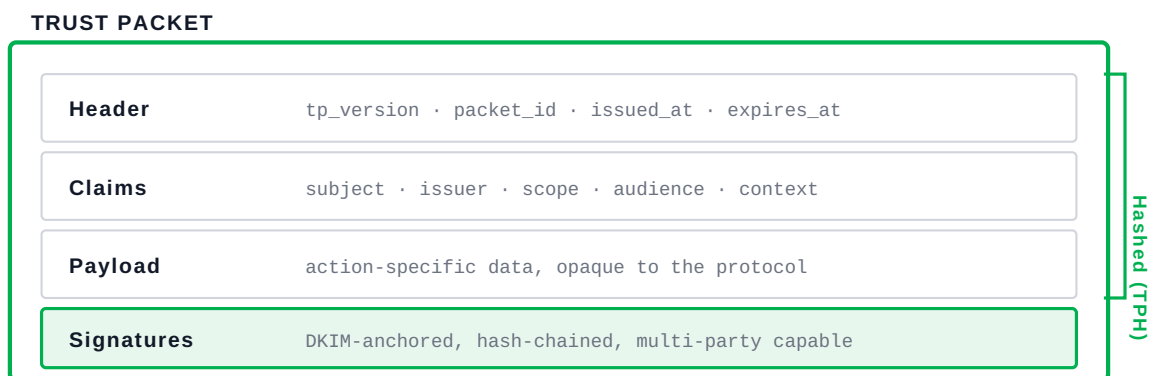 TRUST PACKET
Header tp_version · packet_id · issued_at · expires_at
Claims subject · issuer · scope · audience · context
Payload action-specific data, opaque to the protocol
Signatures DKIM-anchored, hash-chained, multi-party capable
Hashed (TPH)